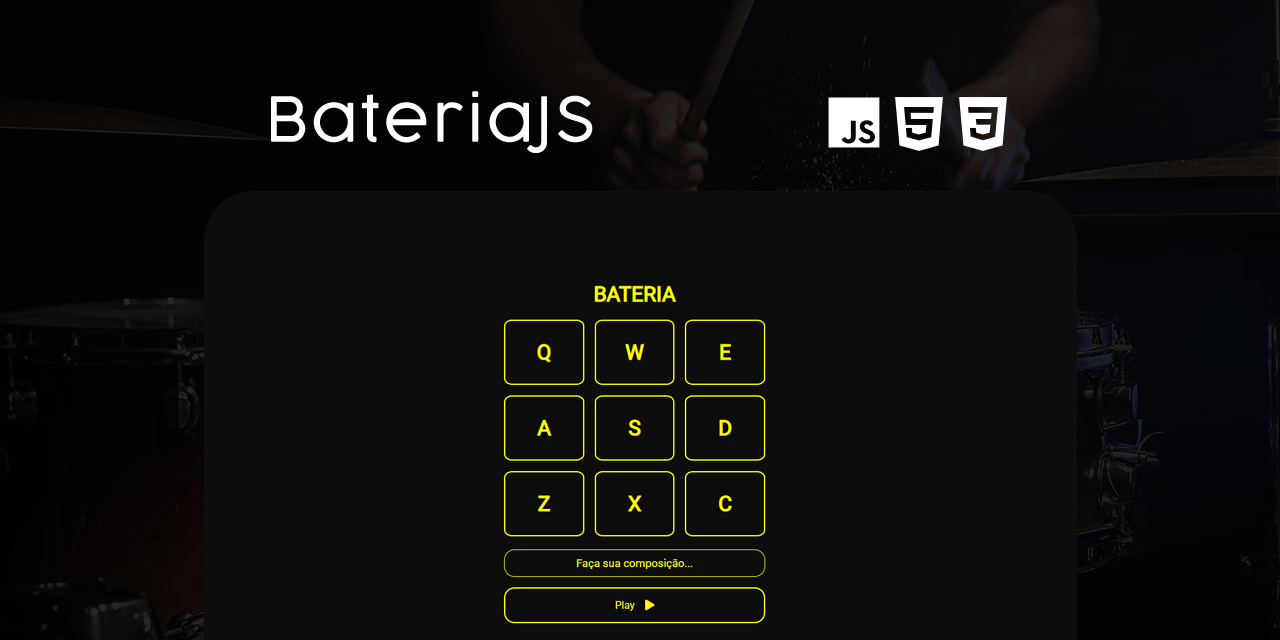 BateriaJS
JS 5 3
BATERIA
Q W E
A S D
Z X C
Faça sua composição...
Play